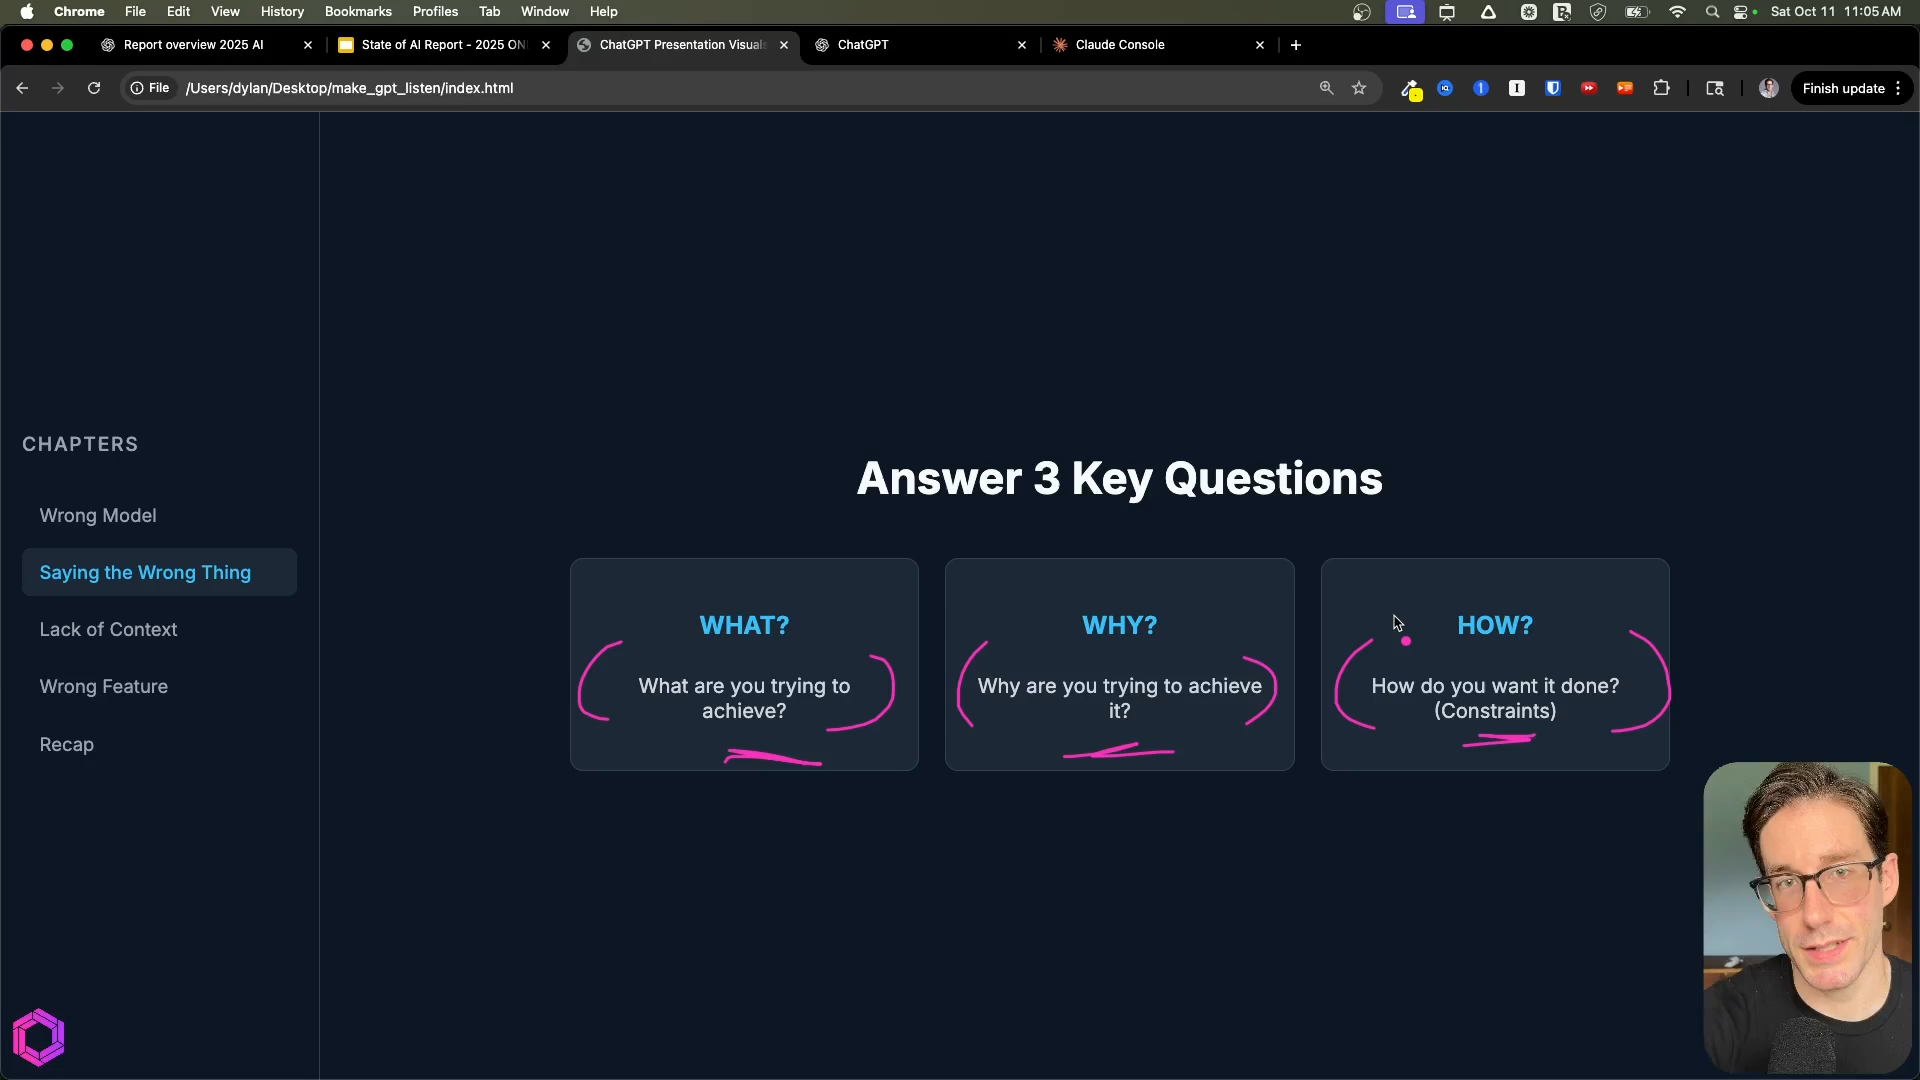 Chrome File Edit View History Bookmarks Profiles Tab Window Help Sat Oct 11 11:05 AM
Report overview 2025 AI State of AI Report - 2025 ON ChatGPT Presentation Visuals ChatGPT Claude Console
File /Users/dylan/Desktop/make_gpt_listen/index.html Finish update
CHAPTERS
Wrong Model
Saying the Wrong Thing
Lack of Context
Wrong Feature
Recap
Answer 3 Key Questions
WHAT?
What are you trying to
achieve?
WHY?
Why are you trying to achieve
it?
HOW?
How do you want it done?
(Constraints)